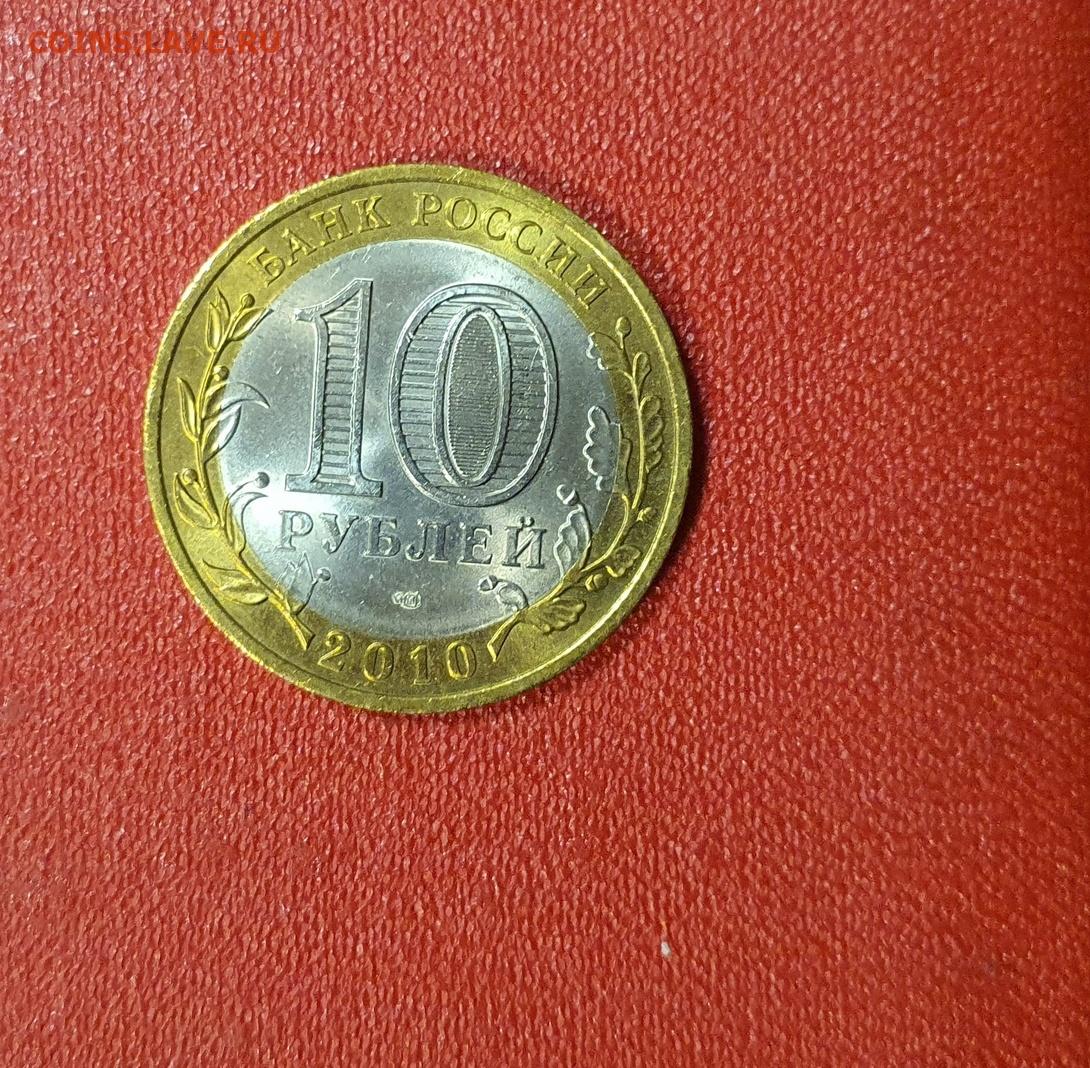 COINS.LAVE.RU
БАНК РОССИИ
10
РУБЛЕЙ
2010